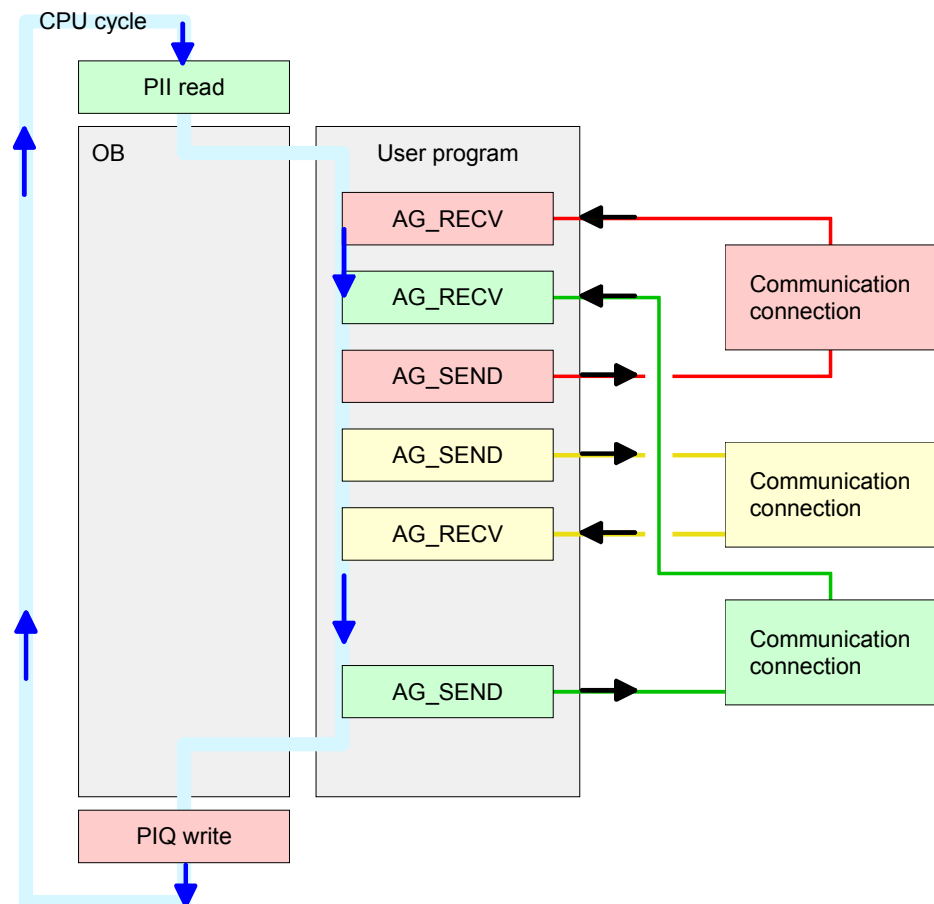 CPU cycle
PII read
OB
User program
AG_RECV
AG_RECV
AG_SEND
AG_SEND
AG_RECV
AG_SEND
Communication
connection
Communication
connection
Communication
connection
PIQ write